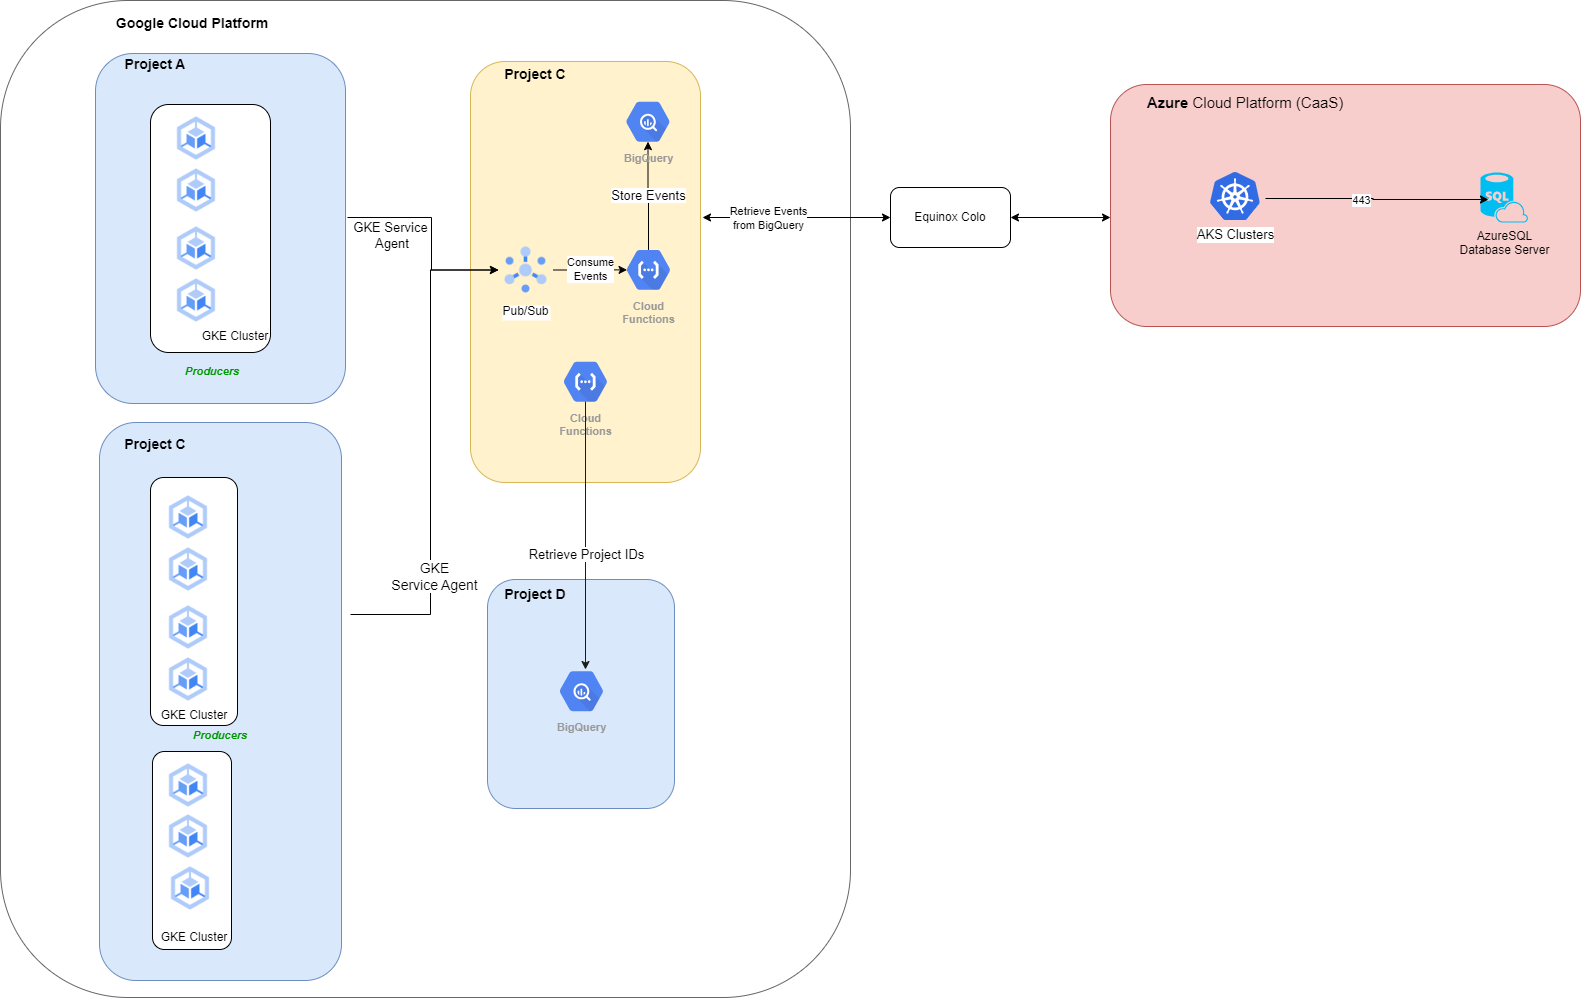 Google Cloud Platform
Project A
GKE Cluster
Producers
Project C
GKE Cluster
Producers
GKE Cluster
GKE Service
Agent
GKE
Service Agent
Project C
BigQuery
Store Events
Pub/Sub
Consume
Events
Cloud
Functions
Cloud
Functions
Retrieve Project IDs
Project D
BigQuery
Retrieve Events
from BigQuery
Equinox Colo
Azure Cloud Platform (CaaS)
AKS Clusters
443
SQL
AzureSQL
Database Server